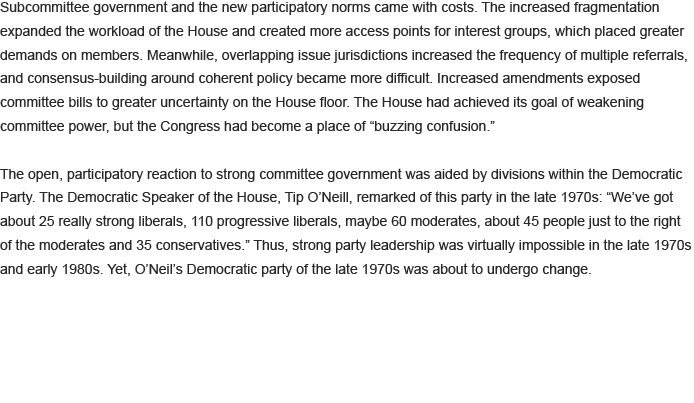 Subcommittee government and the new participatory norms came with costs. The increased fragmentation
expanded the workload of the House and created more access points for interest groups, which placed greater
demands on members. Meanwhile, overlapping issue jurisdictions increased the frequency of multiple referrals,
and consensus-building around coherent policy became more difficult. Increased amendments exposed
committee bills to greater uncertainty on the House floor. The House had achieved its goal of weakening
committee power, but the Congress had become a place of “buzzing confusion.”

The open, participatory reaction to strong committee government was aided by divisions within the Democratic
Party. The Democratic Speaker of the House, Tip O’Neill, remarked of this party in the late 1970s: “We’ve got
about 25 really strong liberals, 110 progressive liberals, maybe 60 moderates, about 45 people just to the right
of the moderates and 35 conservatives.” Thus, strong party leadership was virtually impossible in the late 1970s
and early 1980s. Yet, O’Neil’s Democratic party of the late 1970s was about to undergo change.